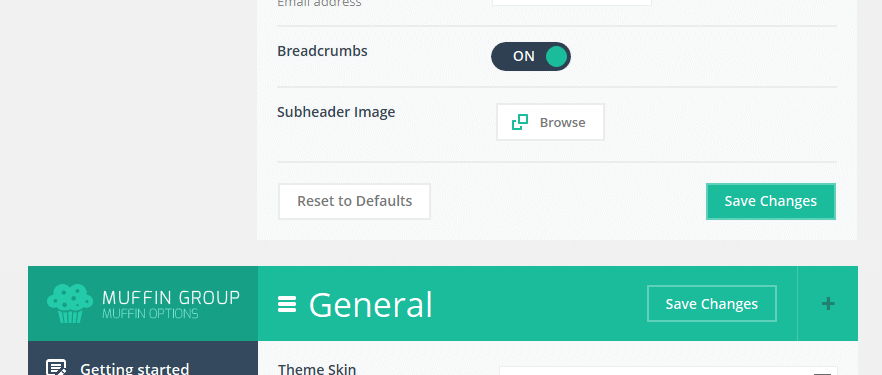 Email address
Breadcrumbs
ON
Subheader Image
Browse
Reset to Defaults
Save Changes
MUFFIN GROUP
MUFFIN OPTIONS
General
Save Changes
+
Getting started
Theme Skin